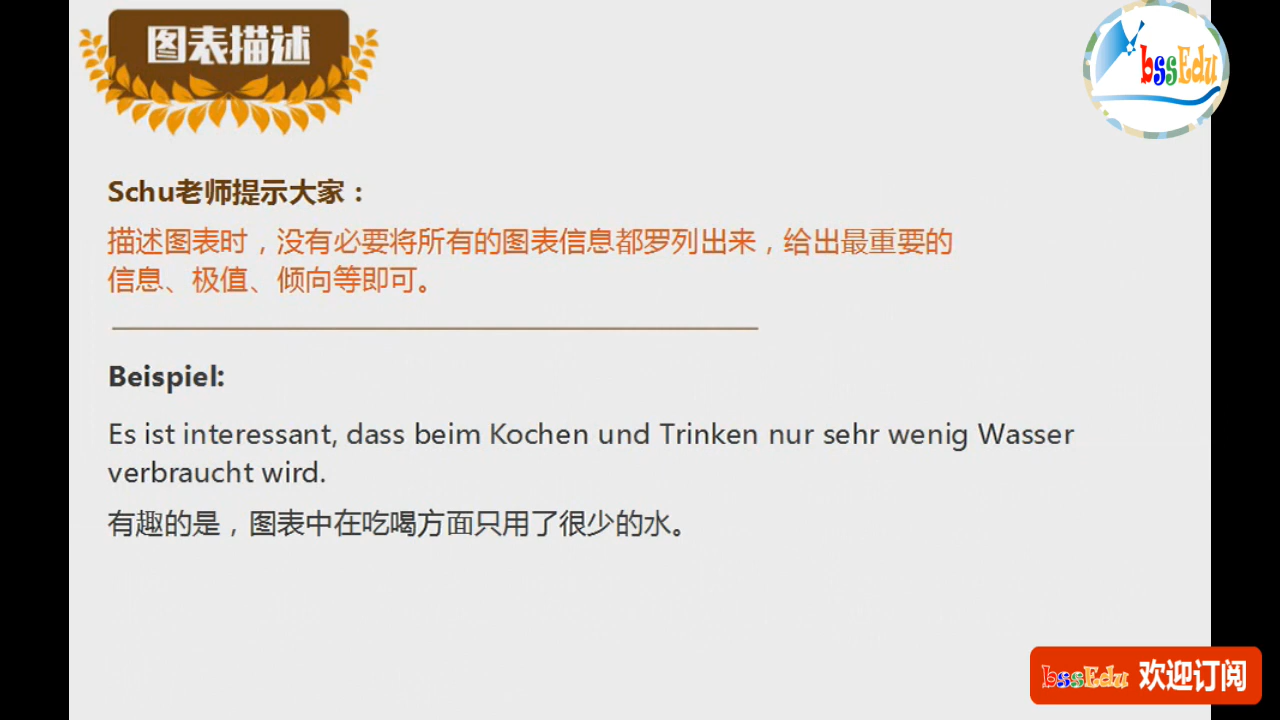 图表描述
bssEdu
Schu老师提示大家：
描述图表时，没有必要将所有的图表信息都罗列出来，给出最重要的
信息、极值、倾向等即可。
Beispiel:
Es ist interessant, dass beim Kochen und Trinken nur sehr wenig Wasser
verbraucht wird.
有趣的是，图表中在吃喝方面只用了很少的水。
bssEdu 欢迎订阅